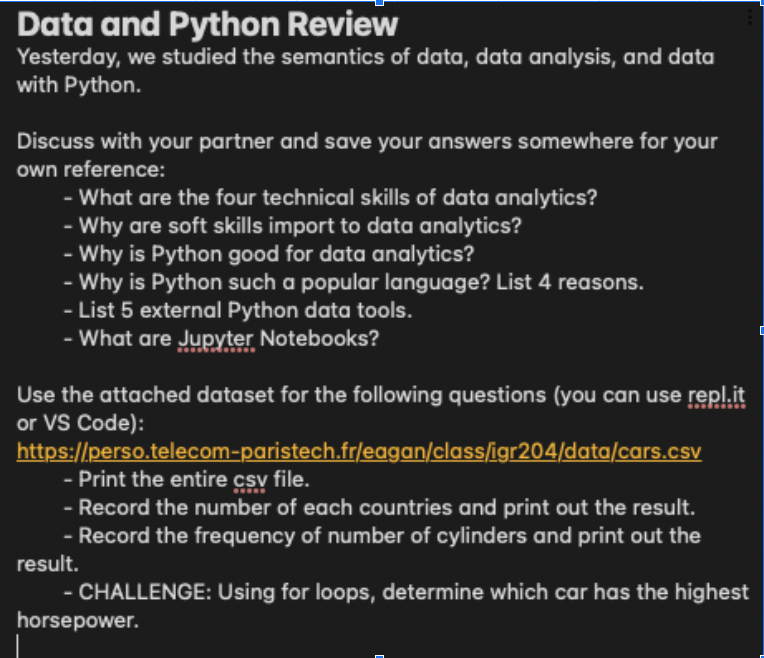 Data and Python Review
Yesterday, we studied the semantics of data, data analysis, and data
with Python.
Discuss with your partner and save your answers somewhere for your
own reference:
- What are the four technical skills of data analytics?
- Why are soft skills import to data analytics?
- Why is Python good for data analytics?
- Why is Python such a popular language? List 4 reasons.
- List 5 external Python data tools.
- What are Jupyter Notebooks?
Use the attached dataset for the following questions (you can use repl.it
or VS Code):
https://perso.telecom-paristech.fr/eagan/class/igr204/data/cars.csv
- Print the entire csv file.
- Record the number of each countries and print out the result.
- Record the frequency of number of cylinders and print out the
result.
- CHALLENGE: Using for loops, determine which car has the highest
horsepower.